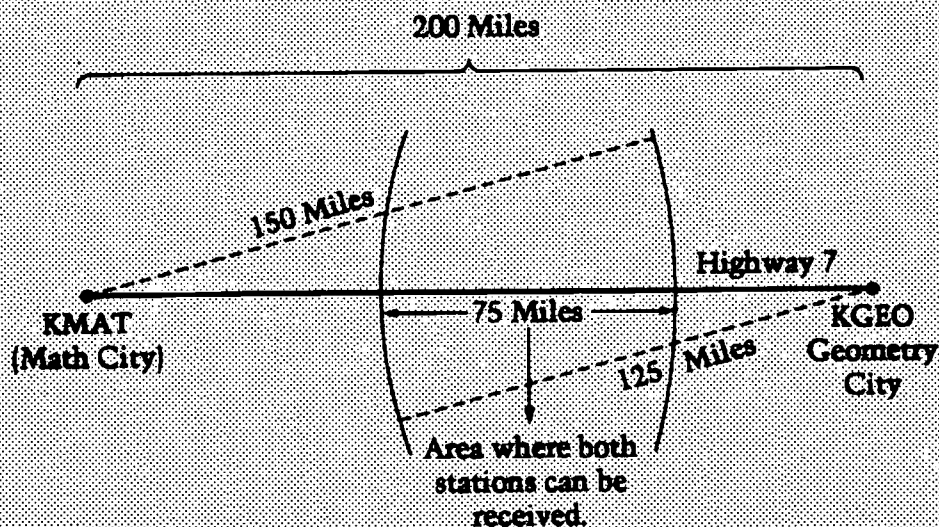 200 Miles
150 Miles
Highway 7
KMAT
(Math City)
75 Miles
KGEO
Geometry
City
125 Miles
Area where both
stations can be
received.